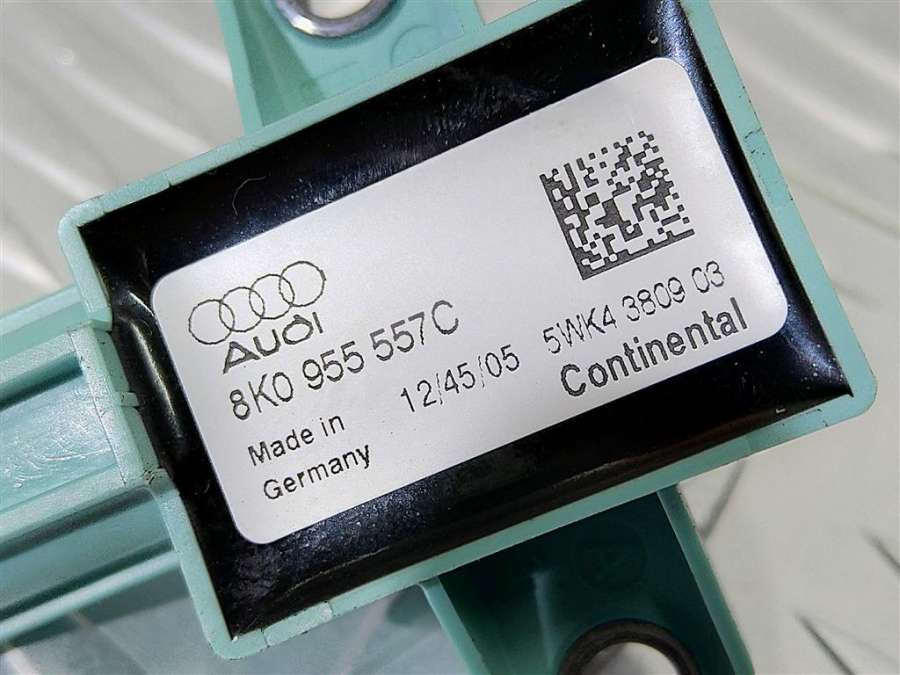 AUDI
8K0 955 557C
Made in
Germany
12/45/05
5WK4 3809 03
Continental